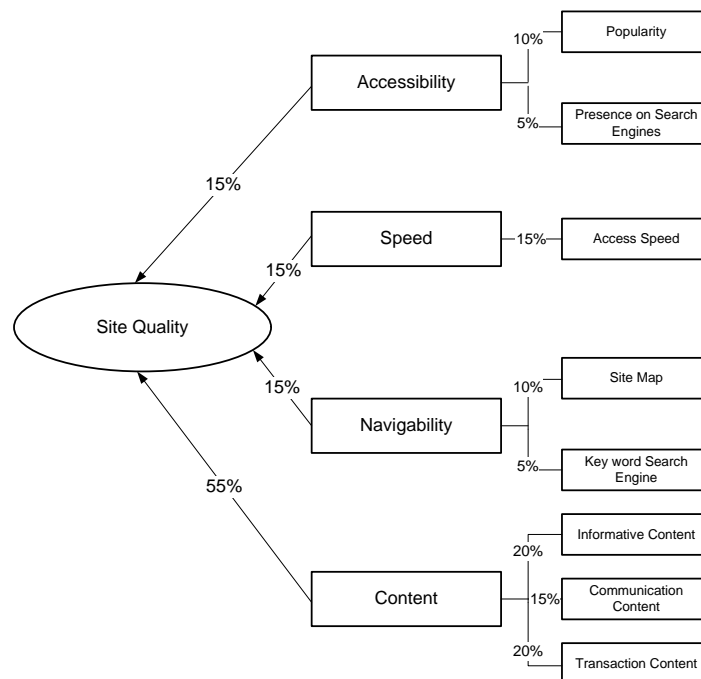 Popularity
10%
Accessibility
5%
Presence on Search
Engines
15%
Speed
15%
Access Speed
15%
Site Quality
15%
10%
Site Map
Navigability
5%
Key word Search
Engine
55%
Informative Content
20%
Content
15%
Communication
Content
20%
Transaction Content